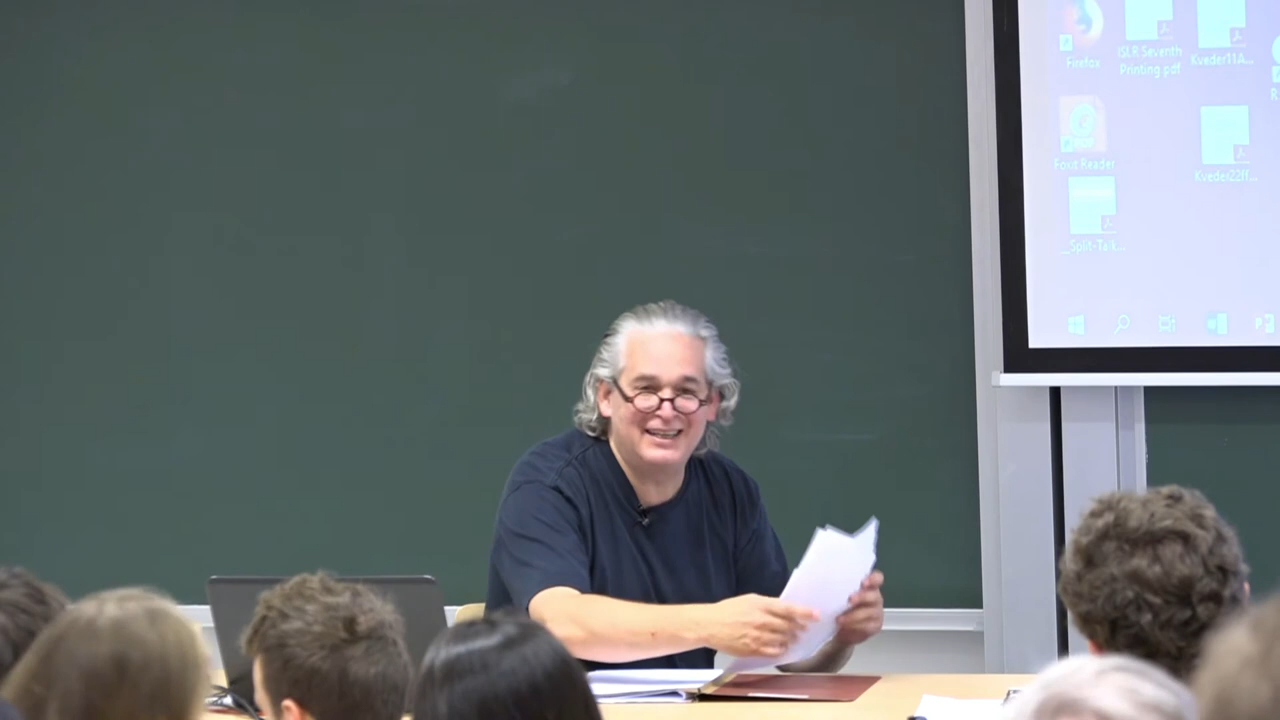 Firefox
ISLR Seventh
Printing.pdf
Kveder11A...
Foxit Reader
Kveder22ff...
_Split-Talk...